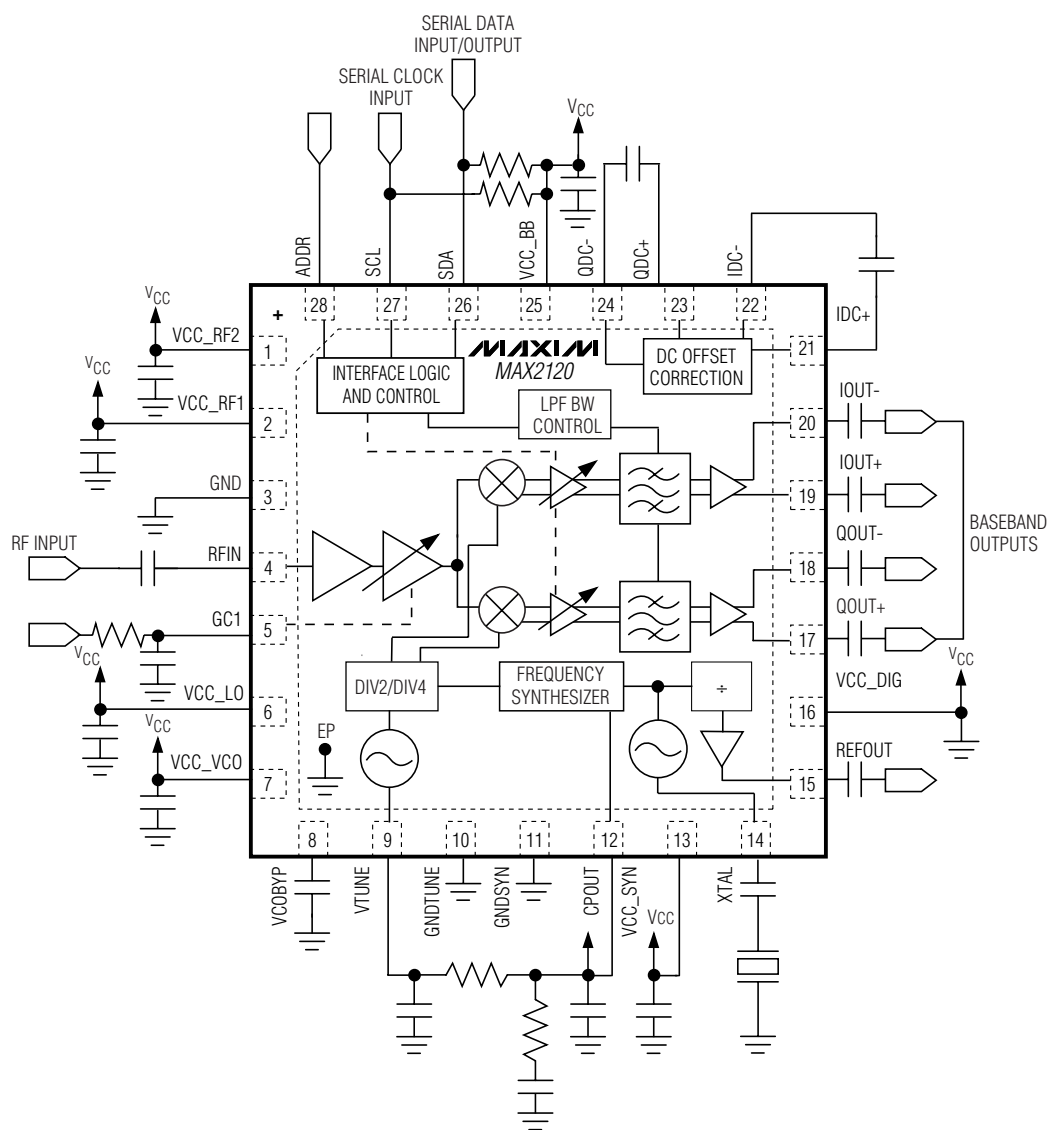 SERIAL DATA
INPUT/OUTPUT
SERIAL CLOCK
INPUT
VCC
ADDR
SCL
SDA
VCC_BB
QDC-
QDC+
IDC-
IDC+
28
27
26
25
24
23
22
+
VCC
VCC_RF2
1
VCC
VCC_RF1
2
GND
3
RF INPUT
RFIN
4
GC1
5
VCC
VCC_LO
6
VCC
VCC_VCO
7
MAXIM
MAX2120
INTERFACE LOGIC
AND CONTROL
DC OFFSET
CORRECTION
LPF BW
CONTROL
DIV2/DIV4
FREQUENCY
SYNTHESIZER
÷
EP
21
IOUT-
20
IOUT+
19
QOUT-
18
QOUT+
17
BASEBAND
OUTPUTS
VCC
VCC_DIG
16
REFOUT
15
8
9
10
11
12
13
14
VCOBYP
VTUNE
GNDTUNE
GNDSYN
CPOUT
VCC_SYN
VCC
XTAL